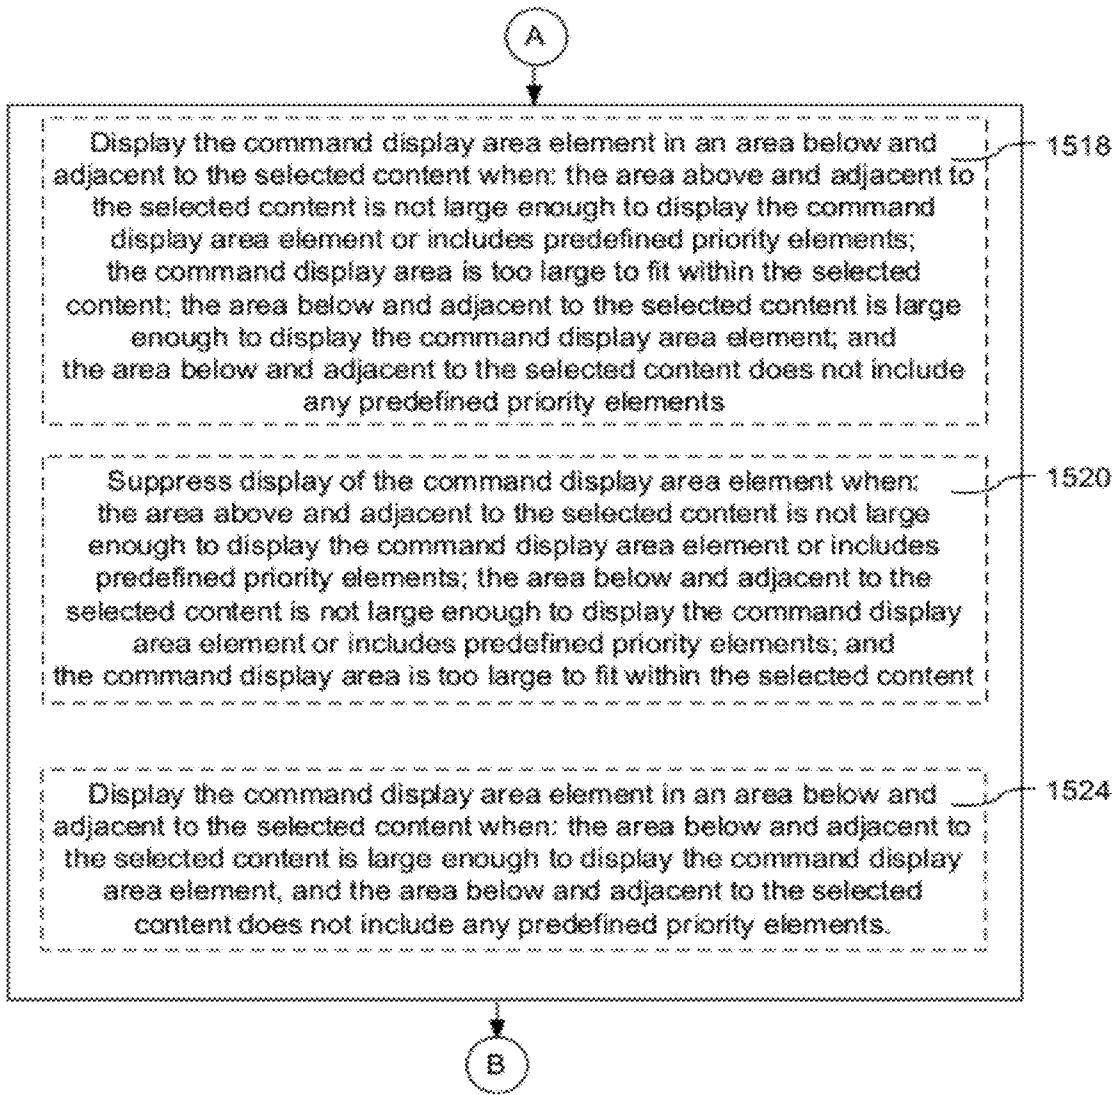 A
Display the command display area element in an area below and
adjacent to the selected content when: the area above and adjacent to
the selected content is not large enough to display the command
display area element or includes predefined priority elements;
the command display area is too large to fit within the selected
content; the area below and adjacent to the selected content is large
enough to display the command display area element; and
the area below and adjacent to the selected content does not include
any predefined priority elements
1518
Suppress display of the command display area element when:
the area above and adjacent to the selected content is not large
enough to display the command display area element or includes
predefined priority elements; the area below and adjacent to the
selected content is not large enough to display the command display
area element or includes predefined priority elements; and
the command display area is too large to fit within the selected content
1520
Display the command display area element in an area below and
adjacent to the selected content when: the area below and adjacent to
the selected content is large enough to display the command display
area element, and the area below and adjacent to the selected
content does not include any predefined priority elements.
1524
B